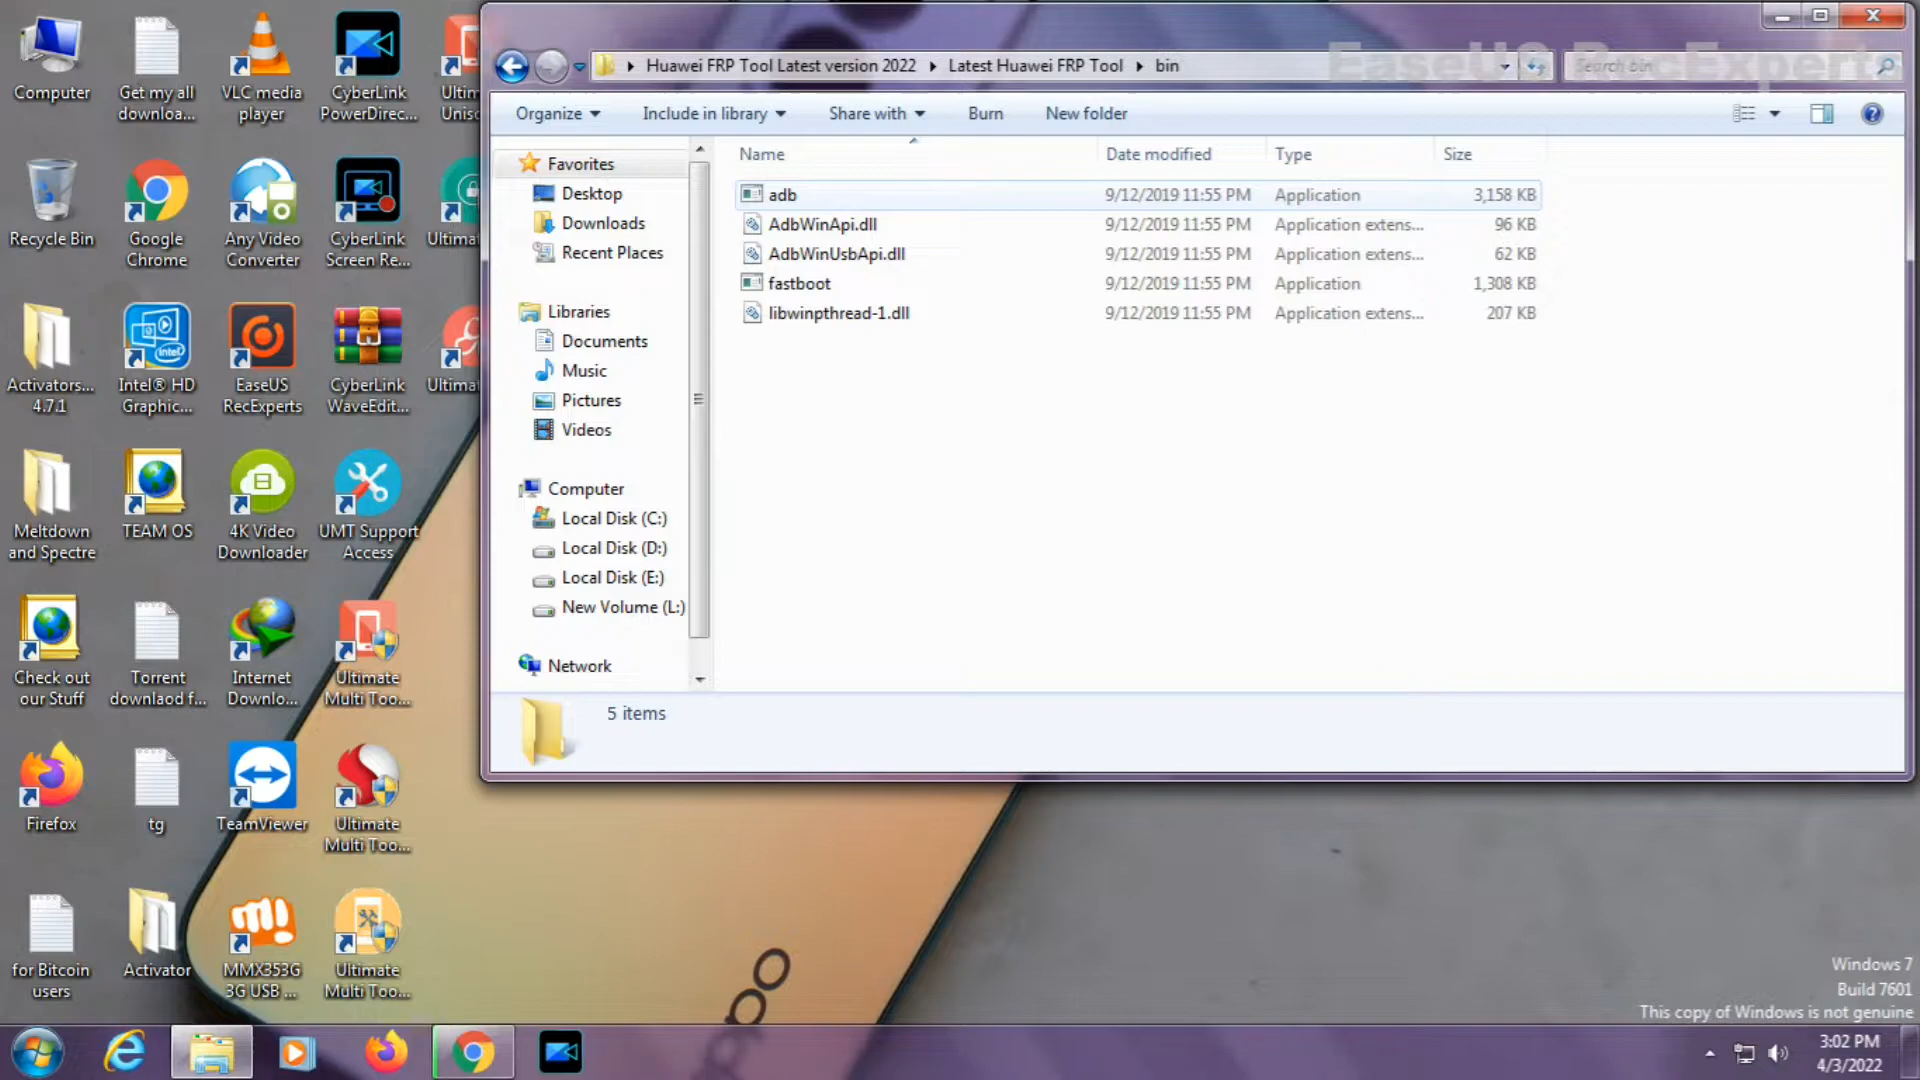 Computer
Get my all
downloa...
VLC media
player
CyberLink
PowerDirec...
Ultim
Unisc
Recycle Bin
Google
Chrome
Any Video
Converter
CyberLink
Screen Re...
Ultima
Activators...
4.7.1
Intel® HD
Graphic...
EaseUS
RecExperts
CyberLink
WaveEdit...
Ultima
Meltdown
and Spectre
TEAM OS
4K Video
Downloader
UMT Support
Access
Check out
our Stuff
Torrent
downlaod f...
Internet
Downlo...
Ultimate
Multi Too...
Firefox
tg
TeamViewer
Ultimate
Multi Too...
for Bitcoin
users
Activator
MMX353G
3G USB ...
Ultimate
Multi Too...
EaseUS RecExperts
Huawei FRP Tool Latest version 2022
Latest Huawei FRP Tool
bin
Search bin
Organize
Include in library
Share with
Burn
New folder
Favorites
Desktop
Downloads
Recent Places
Libraries
Documents
Music
Pictures
Videos
Computer
Local Disk (C:)
Local Disk (D:)
Local Disk (E:)
New Volume (L:)
Network
Name Date modified Type Size
adb 9/12/2019 11:55 PM Application 3,158 KB
AdbWinApi.dll 9/12/2019 11:55 PM Application extens... 96 KB
AdbWinUsbApi.dll 9/12/2019 11:55 PM Application extens... 62 KB
fastboot 9/12/2019 11:55 PM Application 1,308 KB
libwinpthread-1.dll 9/12/2019 11:55 PM Application extens... 207 KB
5 items
oppo
Windows 7
Build 7601
This copy of Windows is not genuine
3:02 PM
4/3/2022